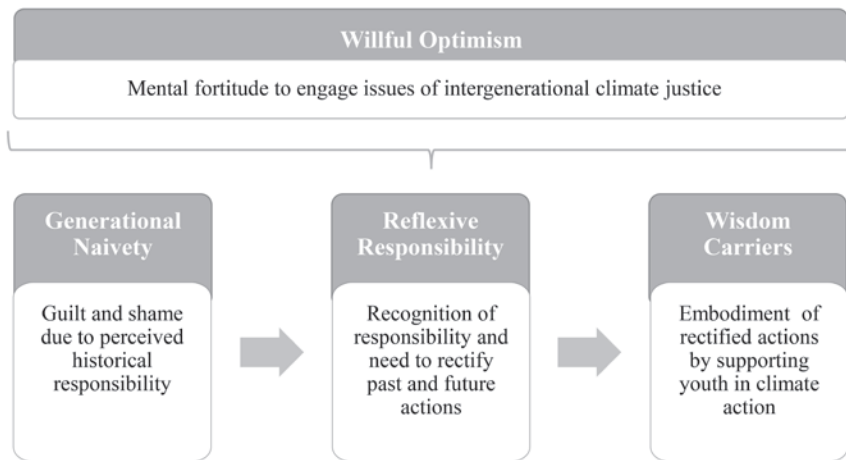 Willful Optimism
Mental fortitude to engage issues of intergenerational climate justice
Generational
Naivety
Guilt and shame
due to perceived
historical
responsibility
Reflexive
Responsibility
Recognition of
responsibility and
need to rectify
past and future
actions
Wisdom
Carriers
Embodiment of
rectified actions
by supporting
youth in climate
action